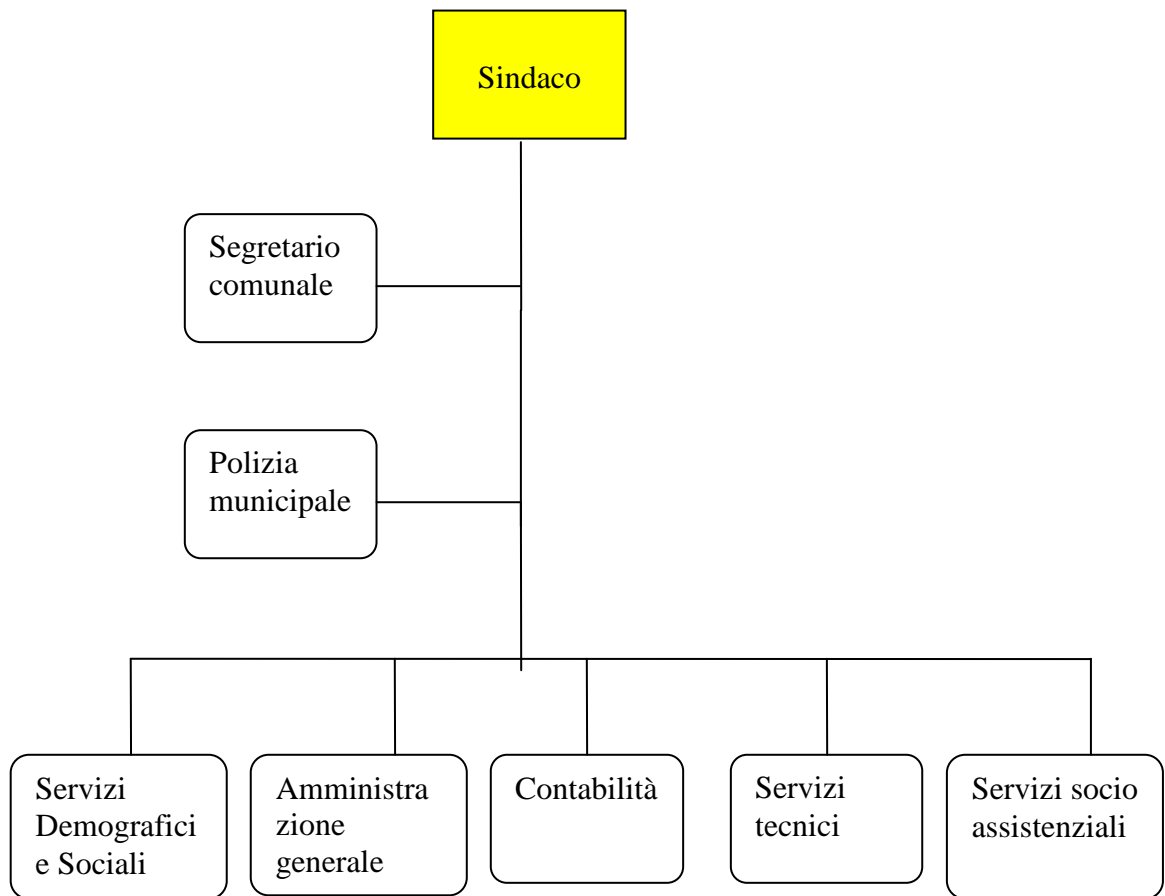 Sindaco
Segretario
comunale
Polizia
municipale
Servizi
Demografici
e Sociali
Amministra
zione
generale
Contabilità
Servizi
tecnici
Servizi socio
assistenziali